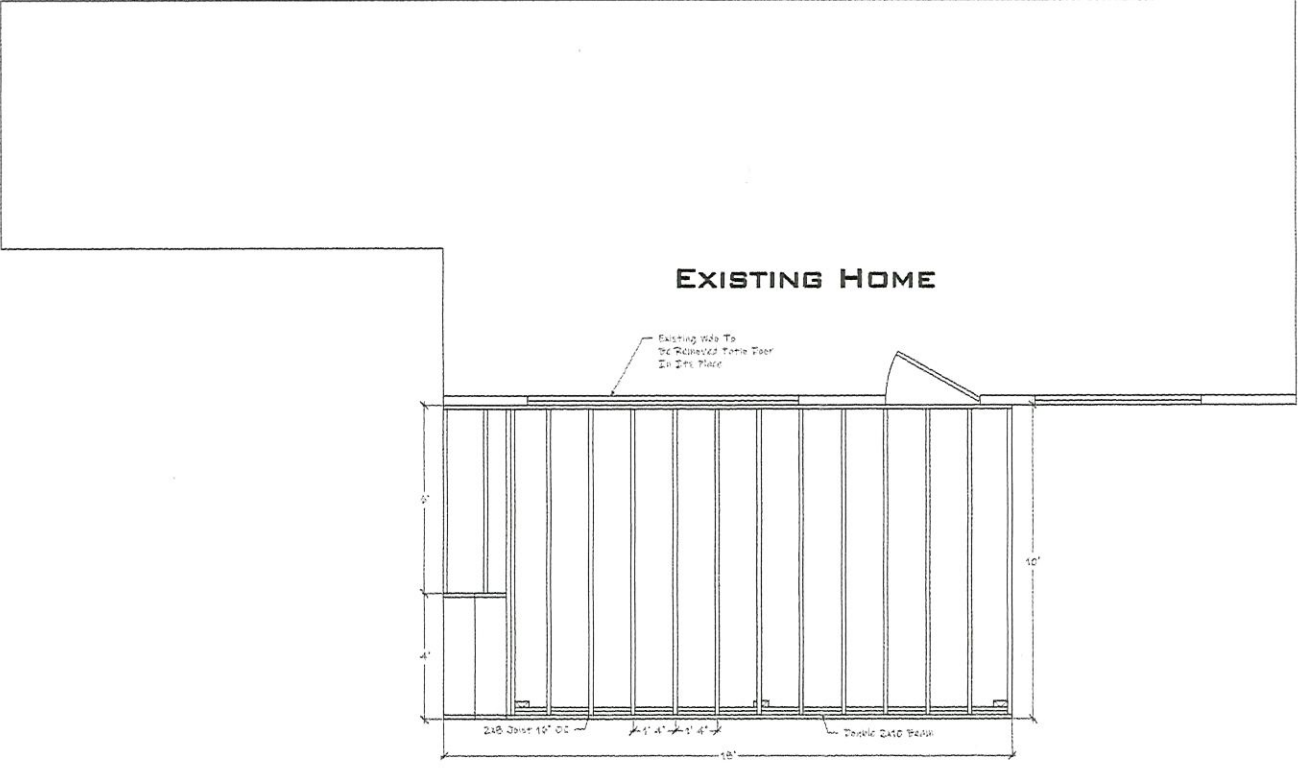 EXISTING HOME
Existing Wdo To
Be Removed Patio Door
In Its Place
6'
4'
10'
2x8 Joist 16" OC
1' 4"
1' 4"
Double 2x10 Beam
18'